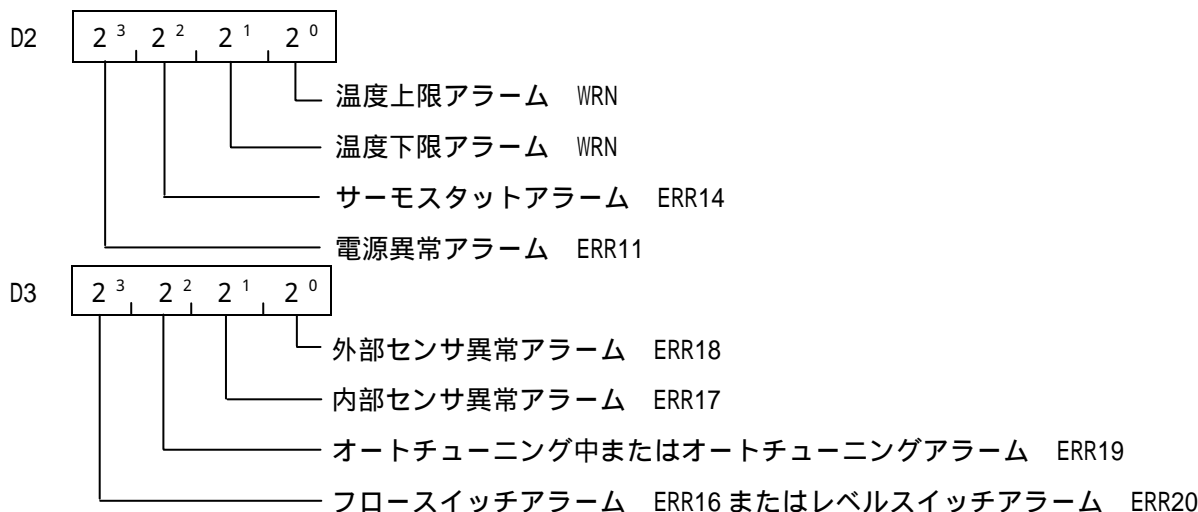 D2 2³ 2² 2¹ 2⁰
温度上限アラーム WRN
温度下限アラーム WRN
サーモスタットアラーム ERR14
電源異常アラーム ERR11
D3 2³ 2² 2¹ 2⁰
外部センサ異常アラーム ERR18
内部センサ異常アラーム ERR17
オートチューニング中またはオートチューニングアラーム ERR19
フロースイッチアラーム ERR16 またはレベルスイッチアラーム ERR20